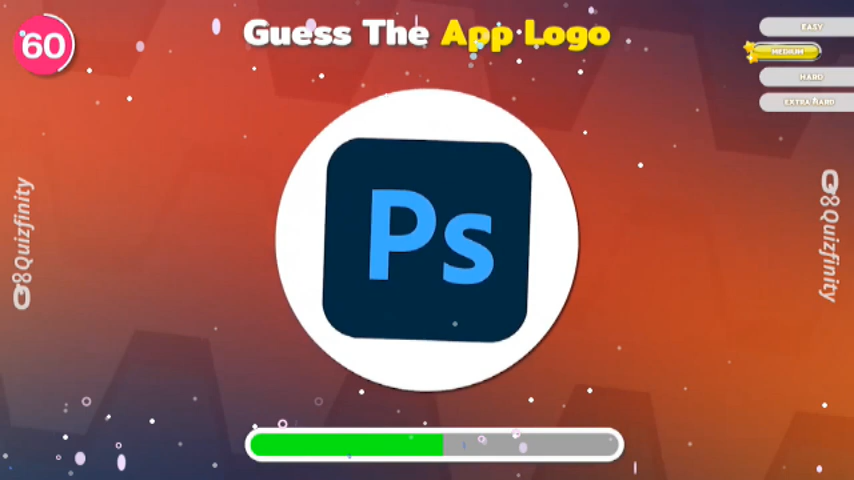 60
Guess The App Logo
EASY
MEDIUM
HARD
EXTRA HARD
Ps
Quizfinity
Quizfinity